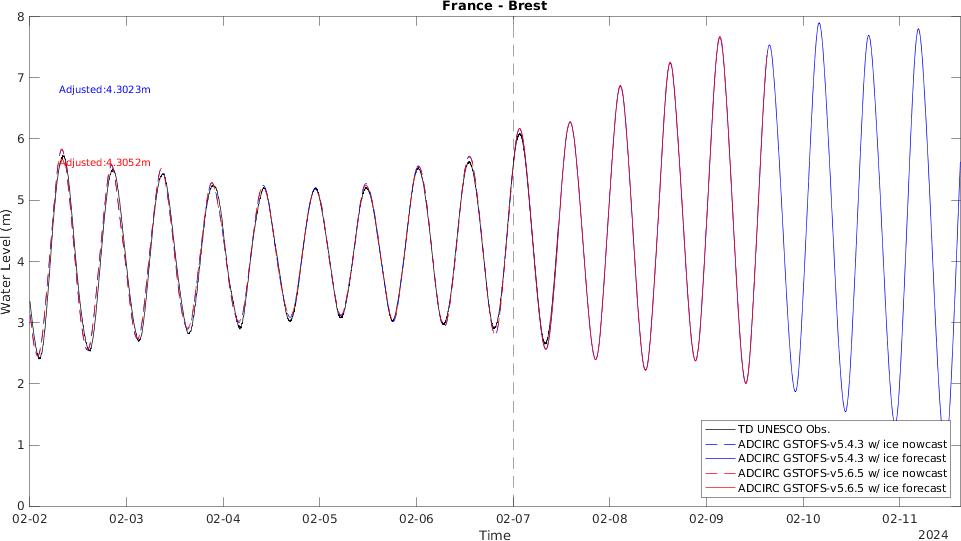 France - Brest
8
7
6
5
4
3
2
1
0
Water Level (m)
Adjusted:4.3023m
Adjusted:4.3052m
TD UNESCO Obs.
ADCIRC GSTOFS-v5.4.3 w/ ice nowcast
ADCIRC GSTOFS-v5.4.3 w/ ice forecast
ADCIRC GSTOFS-v5.6.5 w/ ice nowcast
ADCIRC GSTOFS-v5.6.5 w/ ice forecast
02-02 02-03 02-04 02-05 02-06 02-07 02-08 02-09 02-10 02-11
Time
2024